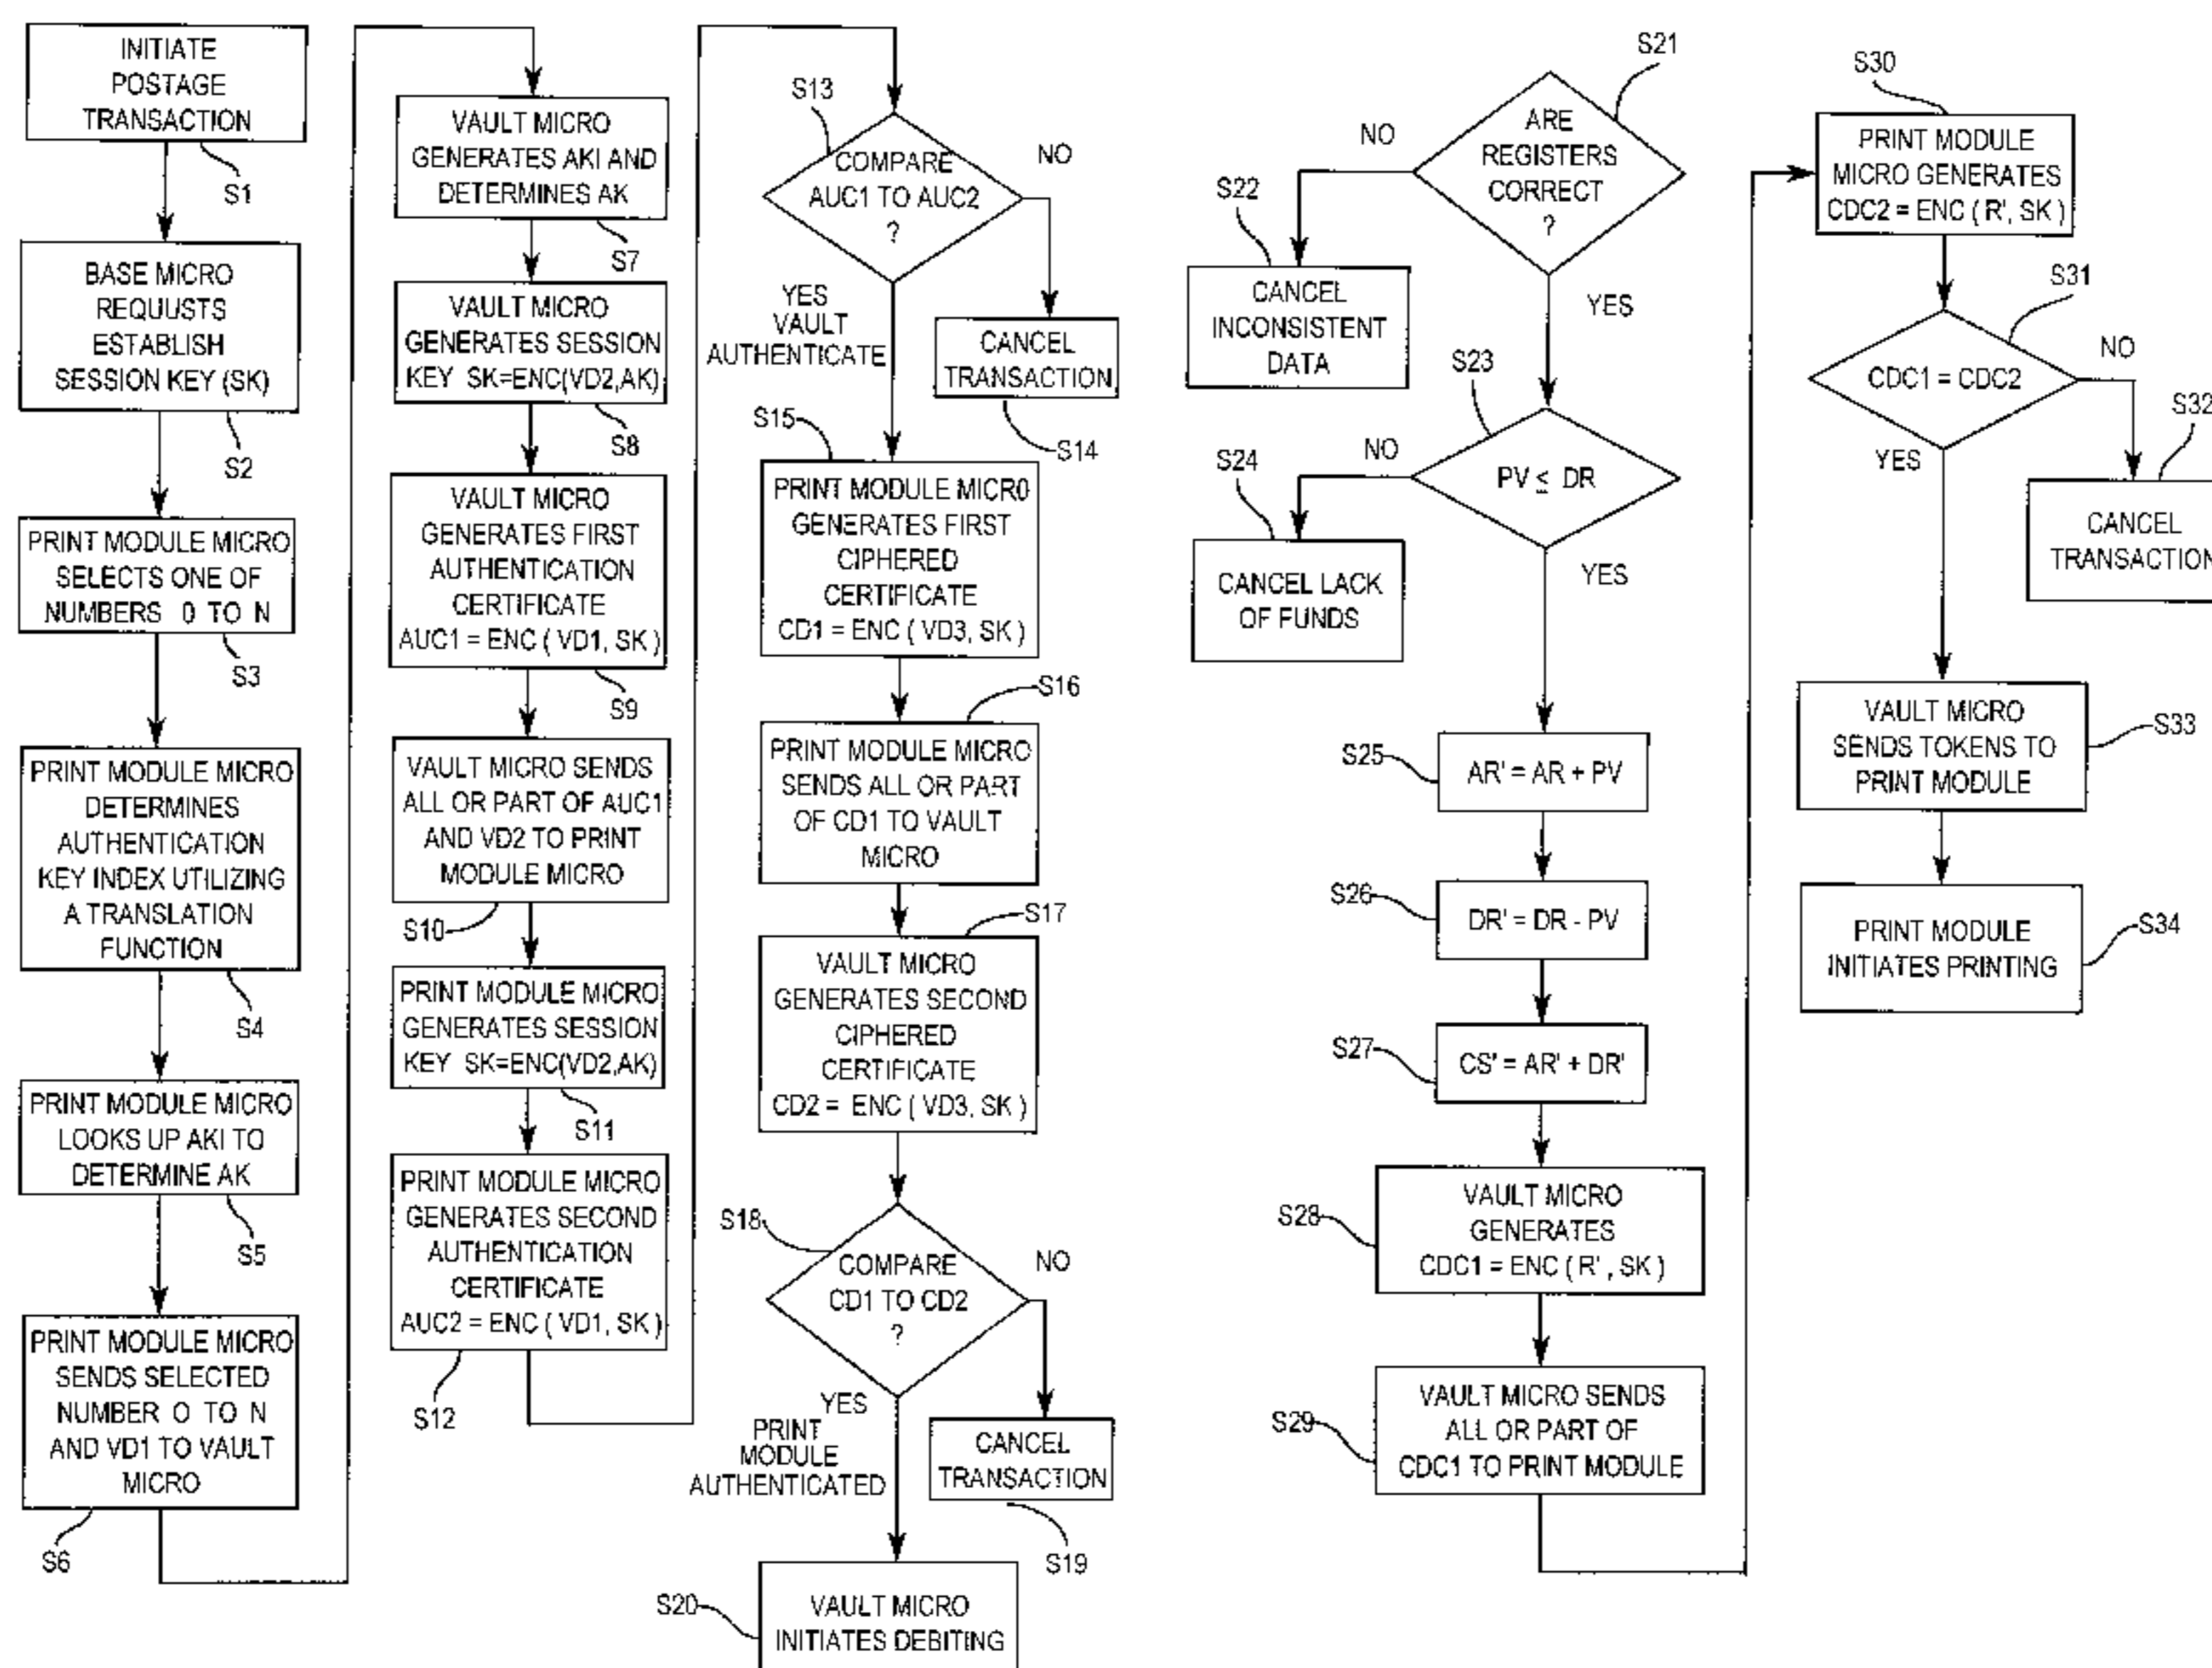 INITIATE
POSTAGE
TRANSACTION
S1
BASE MICRO
REQUUSTS
ESTABLISH
SESSION KEY (SK)
S2
PRINT MODULE MICRO
SELECTS ONE OF
NUMBERS 0 TO N
S3
PRINT MODULE MICRO
DETERMINES
AUTHENTICATION
KEY INDEX UTILIZING
A TRANSLATION
FUNCTION
S4
PRINT MODULE MICRO
LOOKS UP AKI TO
DETERMINE AK
S5
PRINT MODULE MICRO
SENDS SELECTED
NUMBER O TO N
AND VD1 TO VAULT
MICRO
S6
VAULT MICRO
GENERATES AKI AND
DETERMINES AK
S7
VAULT MICRO
GENERATES SESSION
KEY SK=ENC(VD2,AK)
S8
VAULT MICRO
GENERATES FIRST
AUTHENTICATION
CERTIFICATE
AUC1 = ENC ( VD1, SK )
S9
VAULT MICRO SENDS
ALL OR PART OF AUC1
AND VD2 TO PRINT
MODULE MICRO
S10
PRINT MODULE MICRO
GENERATES SESSION
KEY SK=ENC(VD2,AK)
S11
PRINT MODULE MICRO
GENERATES SECOND
AUTHENTICATION
CERTIFICATE
AUC2 = ENC ( VD1, SK )
S12
S13
COMPARE
AUC1 TO AUC2
?
NO
YES
VAULT
AUTHENTICATE
CANCEL
TRANSACTION
S14
S15
PRINT MODULE MICR0
GENERATES FIRST
CIPHERED
CERTIFICATE
CD1 = ENC ( VD3, SK )
S16
PRINT MODULE MICRO
SENDS ALL OR PART
OF CD1 TO VAULT
MICRO
S17
VAULT MICRO
GENERATES SECOND
CIPHERED
CERTIFICATE
CD2 = ENC ( VD3, SK )
S18
COMPARE
CD1 TO CD2
?
NO
YES
PRINT
MODULE
AUTHENTICATED
CANCEL
TRANSACTION
S19
S20
VAULT MICRO
INITIATES DEBITING
S21
ARE
REGISTERS
CORRECT
?
NO
S22
CANCEL
INCONSISTENT
DATA
YES
S23
PV ≤ DR
NO
S24
CANCEL LACK
OF FUNDS
YES
S25
AR' = AR + PV
S26
DR' = DR - PV
S27
CS' = AR' + DR'
S28
VAULT MICRO
GENERATES
CDC1 = ENC ( R' , SK )
S29
VAULT MICRO SENDS
ALL OR PART OF
CDC1 TO PRINT MODULE
S30
PRINT MODULE
MICRO GENERATES
CDC2 = ENC ( R', SK )
S31
CDC1 = CDC2
NO
S32
YES
CANCEL
TRANSACTION
VAULT MICRO
SENDS TOKENS TO
PRINT MODULE
S33
PRINT MODULE
INITIATES PRINTING
S34